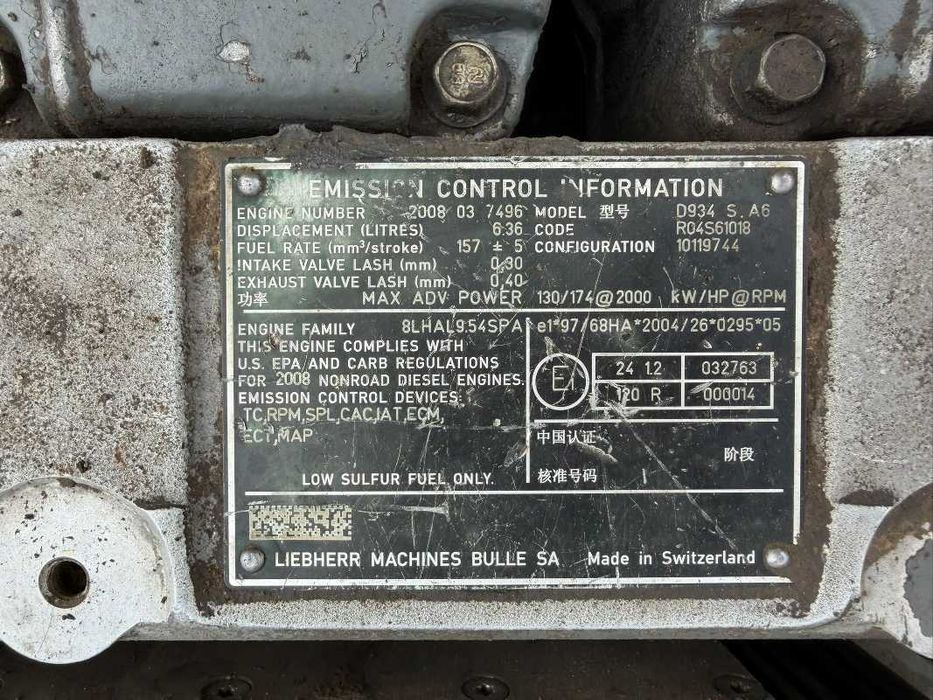 EMISSION CONTROL INFORMATION
ENGINE NUMBER 2008 03 7496 MODEL 型号 D934 S. A6
DISPLACEMENT (LITRES) 6.36 CODE R04S61018
FUEL RATE (mm³/stroke) 157 ± 5 CONFIGURATION 10119744
INTAKE VALVE LASH (mm) 0,30
EXHAUST VALVE LASH (mm) 0,40
功率 MAX ADV POWER 130/174@2000 kW/HP@RPM
ENGINE FAMILY 8LHAL9.54SPA
THIS ENGINE COMPLIES WITH
U.S. EPA AND CARB REGULATIONS
FOR 2008 NONROAD DIESEL ENGINES.
EMISSION CONTROL DEVICES:
TC,RPM,SPL,CAC,IAT,ECM,
ECT,MAP
LOW SULFUR FUEL ONLY.
e1*97/68HA*2004/26*0295*05
E1
24 1.2 032763
120 R 000014
中国认证
阶段
核准号码
LIEBHERR MACHINES BULLE SA Made in Switzerland